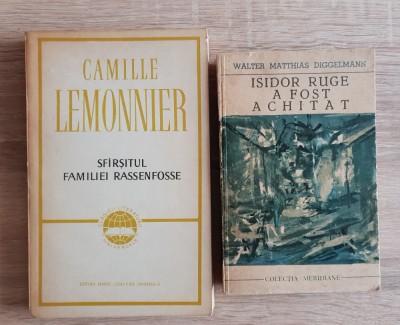 CAMILLE
LEMONNIER
SFÎRȘITUL
FAMILIEI RASSENFOSSE
WALTER MATTHIAS DIGGELMANN
ISIDOR RUGE
A FOST
ACHITAT
COLECȚIA MERIDIANE